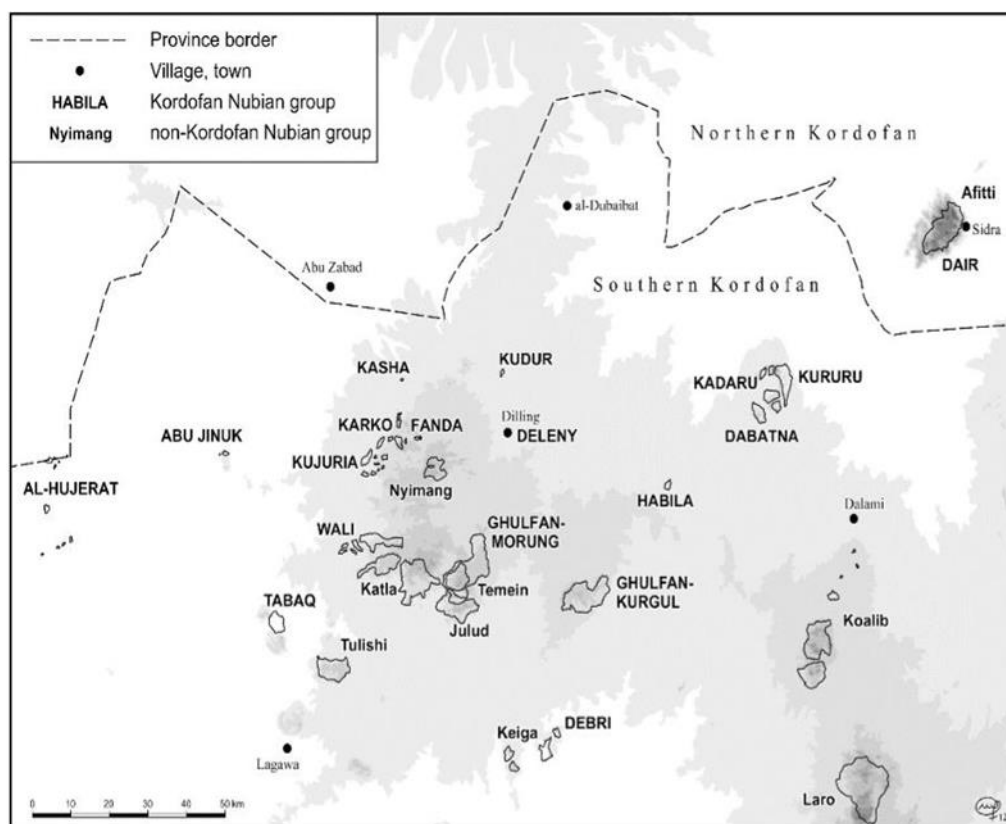 Province border
Village, town
HABILA Kordofan Nubian group
Nyimang non-Kordofan Nubian group
Northern Kordofan
Afitti
al-Dubaibat
Sidra
DAIR
Abu Zabad
Southern Kordofan
KASHA
KUDUR
KADARU
KURURU
KARKO
FANDA
Dilling
DELENY
DABATNA
ABU JINUK
KUJURIA
Nyimang
AL-HUJERAT
HABILA
Dalami
WALI
GHULFAN-
MORUNG
Katla
Temein
GHULFAN-
KURGUL
TABAQ
Julud
Koalib
Tulishi
Keiga
DEBRI
Lagawa
Laro
0 10 20 30 40 50 km